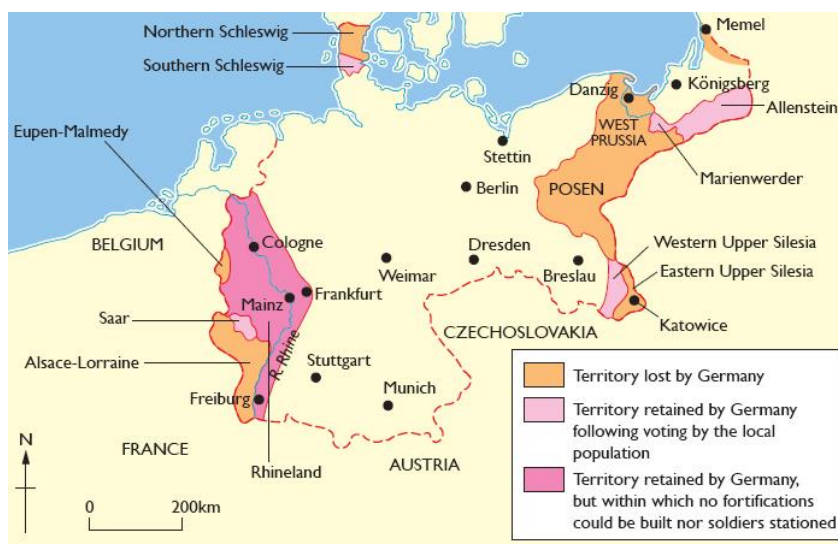 Northern Schleswig
Southern Schleswig
Eupen-Malmedy
Memel
Königsberg
Danzig
Allenstein
WEST
PRUSSIA
Stettin
Marienwerder
Berlin
POSEN
BELGIUM
Cologne
Dresden
Western Upper Silesia
Weimar
Breslau
Eastern Upper Silesia
Mainz
Frankfurt
Saar
Katowice
CZECHOSLOVAKIA
R. Rhine
Alsace-Lorraine
Stuttgart
Freiburg
Munich
FRANCE
Rhineland
AUSTRIA
N
0 200km
Territory lost by Germany
Territory retained by Germany
following voting by the local
population
Territory retained by Germany,
but within which no fortifications
could be built nor soldiers stationed